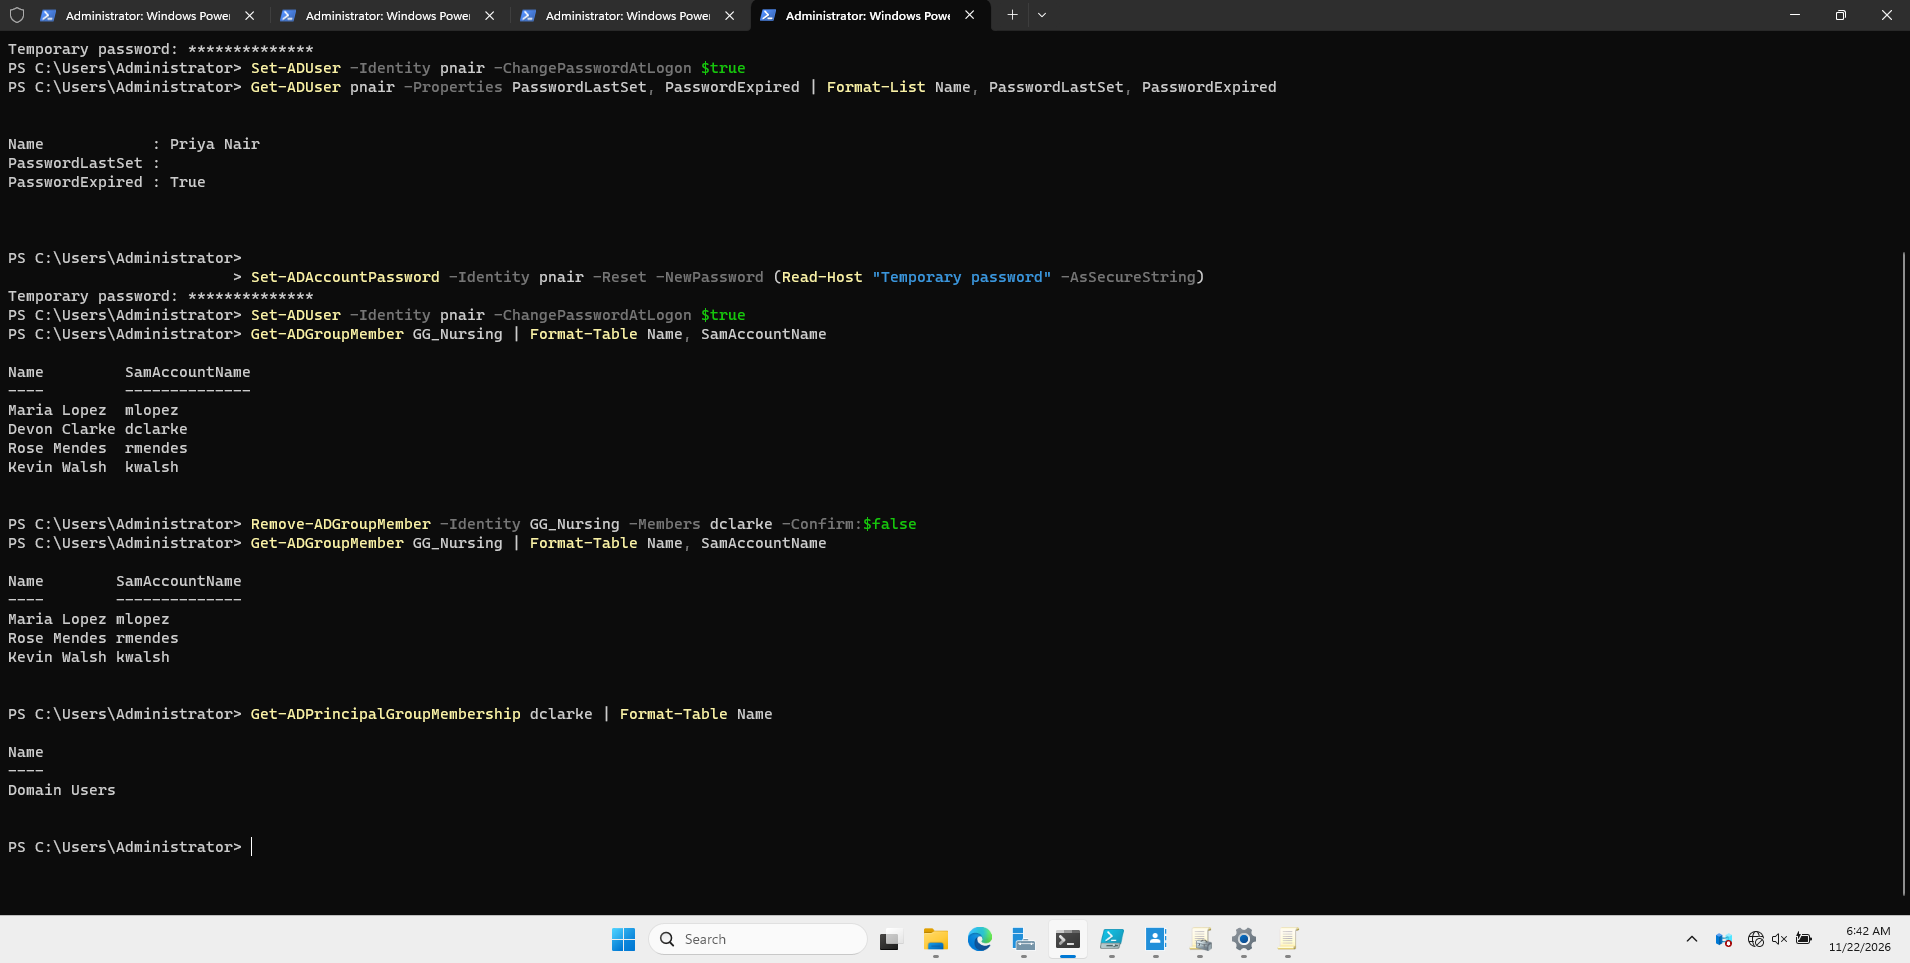 Administrator: Windows Power
Administrator: Windows Power
Administrator: Windows Power
Administrator: Windows Powe
Temporary password: **************
PS C:\Users\Administrator> Set-ADUser -Identity pnair -ChangePasswordAtLogon $true
PS C:\Users\Administrator> Get-ADUser pnair -Properties PasswordLastSet, PasswordExpired | Format-List Name, PasswordLastSet, PasswordExpired
Name            : Priya Nair
PasswordLastSet :
PasswordExpired : True
PS C:\Users\Administrator>
> Set-ADAccountPassword -Identity pnair -Reset -NewPassword (Read-Host "Temporary password" -AsSecureString)
Temporary password: **************
PS C:\Users\Administrator> Set-ADUser -Identity pnair -ChangePasswordAtLogon $true
PS C:\Users\Administrator> Get-ADGroupMember GG_Nursing | Format-Table Name, SamAccountName
Name         SamAccountName
----         --------------
Maria Lopez  mlopez
Devon Clarke dclarke
Rose Mendes  rmendes
Kevin Walsh  kwalsh
PS C:\Users\Administrator> Remove-ADGroupMember -Identity GG_Nursing -Members dclarke -Confirm:$false
PS C:\Users\Administrator> Get-ADGroupMember GG_Nursing | Format-Table Name, SamAccountName
Name        SamAccountName
----        --------------
Maria Lopez mlopez
Rose Mendes rmendes
Kevin Walsh kwalsh
PS C:\Users\Administrator> Get-ADPrincipalGroupMembership dclarke | Format-Table Name
Name
----
Domain Users
PS C:\Users\Administrator>
Search
6:42 AM
11/22/2026